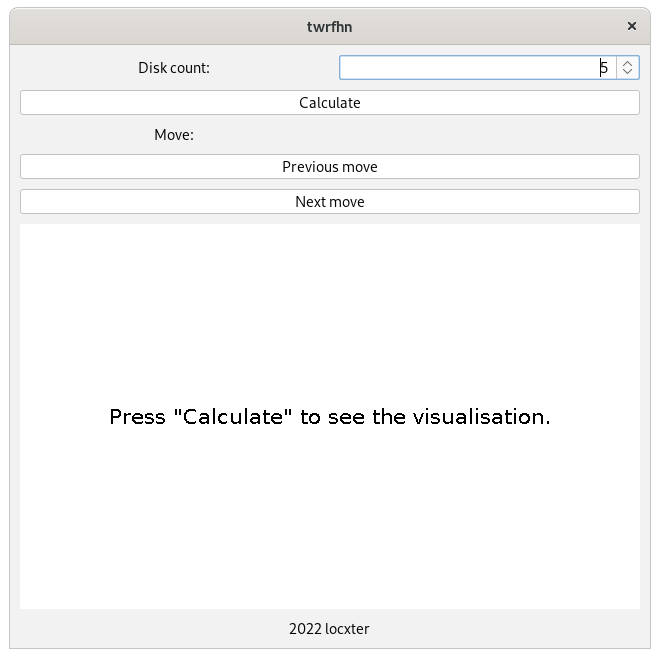 twrfhn
Disk count: 5
Calculate
Move:
Previous move
Next move
Press "Calculate" to see the visualisation.
2022 locxter